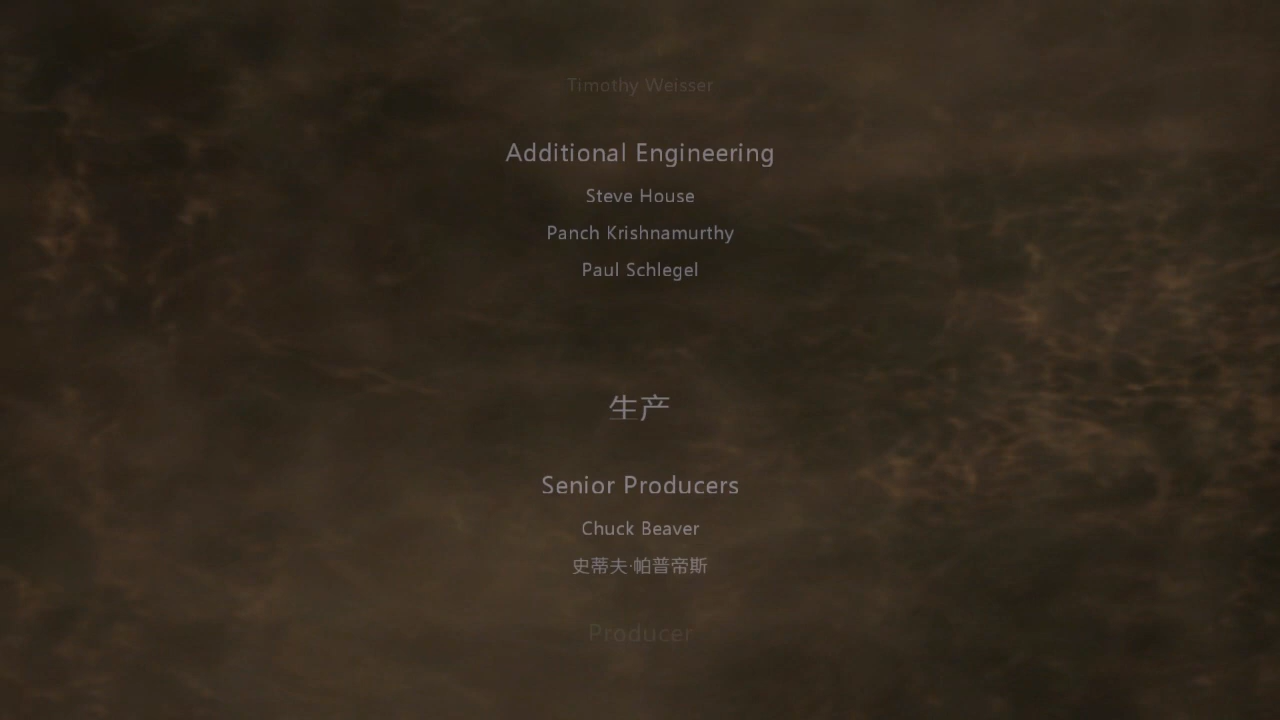 Timothy Weisser
Additional Engineering
Steve House
Panch Krishnamurthy
Paul Schlegel
生产
Senior Producers
Chuck Beaver
史蒂夫·帕普帝斯
Producer